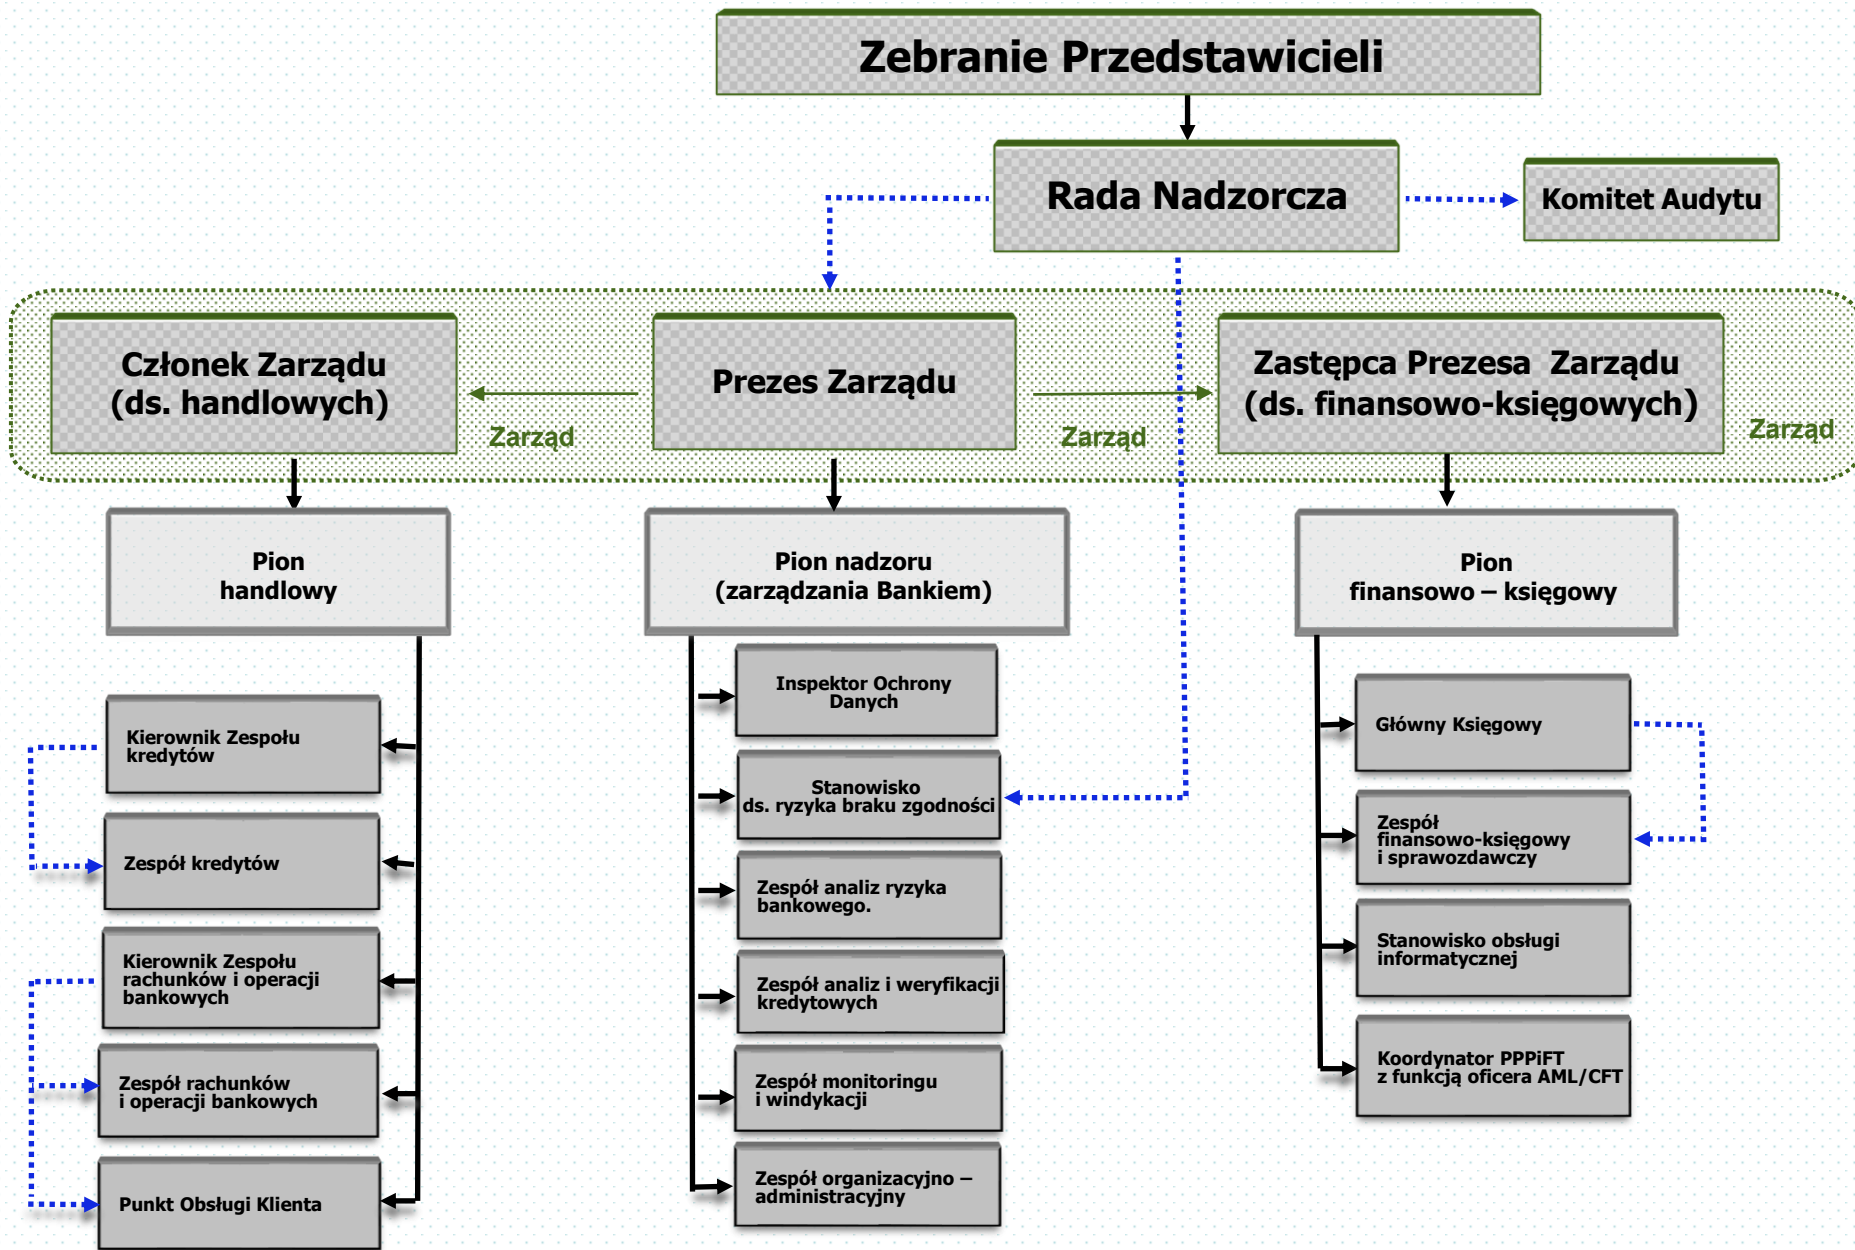 Zebranie Przedstawicieli
Rada Nadzorcza
Komitet Audytu
Członek Zarządu
(ds. handlowych)
Prezes Zarządu
Zastępca Prezesa Zarządu
(ds. finansowo-księgowych)
Zarząd
Zarząd
Zarząd
Pion
handlowy
Pion nadzoru
(zarządzania Bankiem)
Pion
finansowo – księgowy
Kierownik Zespołu
kredytów
Zespół kredytów
Kierownik Zespołu
rachunków i operacji
bankowych
Zespół rachunków
i operacji bankowych
Punkt Obsługi Klienta
Inspektor Ochrony
Danych
Stanowisko
ds. ryzyka braku zgodności
Zespół analiz ryzyka
bankowego.
Zespół analiz i weryfikacji
kredytowych
Zespół monitoringu
i windykacji
Zespół organizacyjno –
administracyjny
Główny Księgowy
Zespół
finansowo-księgowy
i sprawozdawczy
Stanowisko obsługi
informatycznej
Koordynator PPPiFT
z funkcją oficera AML/CFT